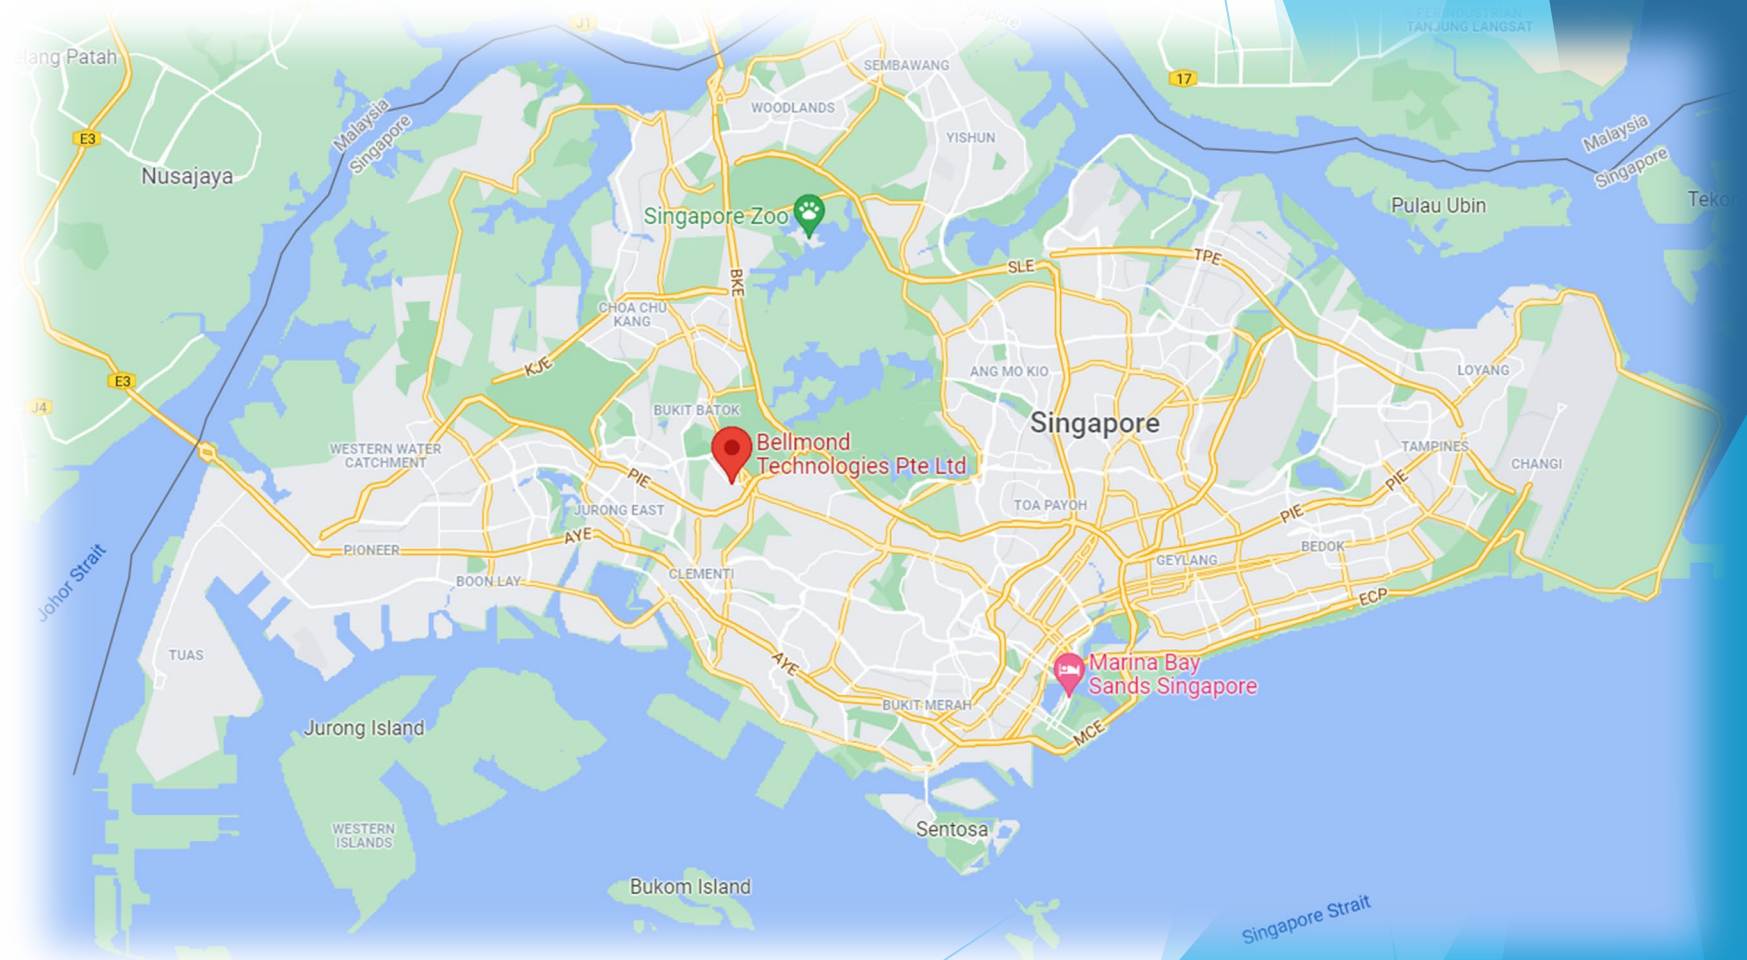 J1
Singapore
PER INDUSTRIAN
TANJUNG LANGSAT
elang Patah
SEMBAWANG
17
WOODLANDS
E3
Malaysia
Singapore
YISHUN
Malaysia
Singapore
Nusajaya
Singapore Zoo
Pulau Ubin
Teko
SLE
TPE
BKE
CHOA CHU
KANG
KJE
ANG MO KIO
LOYANG
E3
J4
BUKIT BATOK
Singapore
WESTERN WATER
CATCHMENT
Bellmond
Technologies Pte Ltd
TAMPINES
CHANGI
PIE
PIE
JURONG EAST
TOA PAYOH
PIE
AYE
PIONEER
GEYLANG
BEDOK
Johor Strait
BOON LAY
CLEMENTI
ECP
TUAS
AYE
Marina Bay
Sands Singapore
BUKIT MERAH
Jurong Island
MCE
WESTERN
ISLANDS
Sentosa
Bukom Island
Singapore Strait